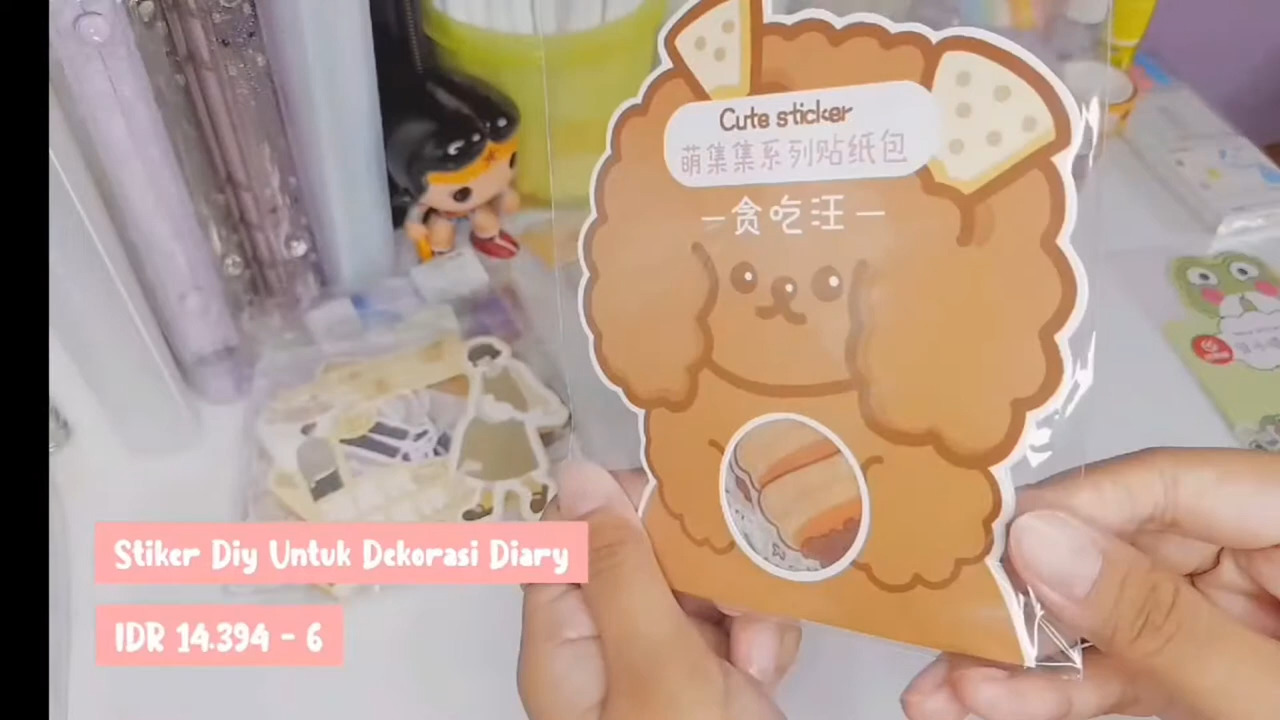 Cute sticker
萌集集系列贴纸包
—贪吃汪—
Stiker Diy Untuk Dekorasi Diary
IDR 14.394 - 6